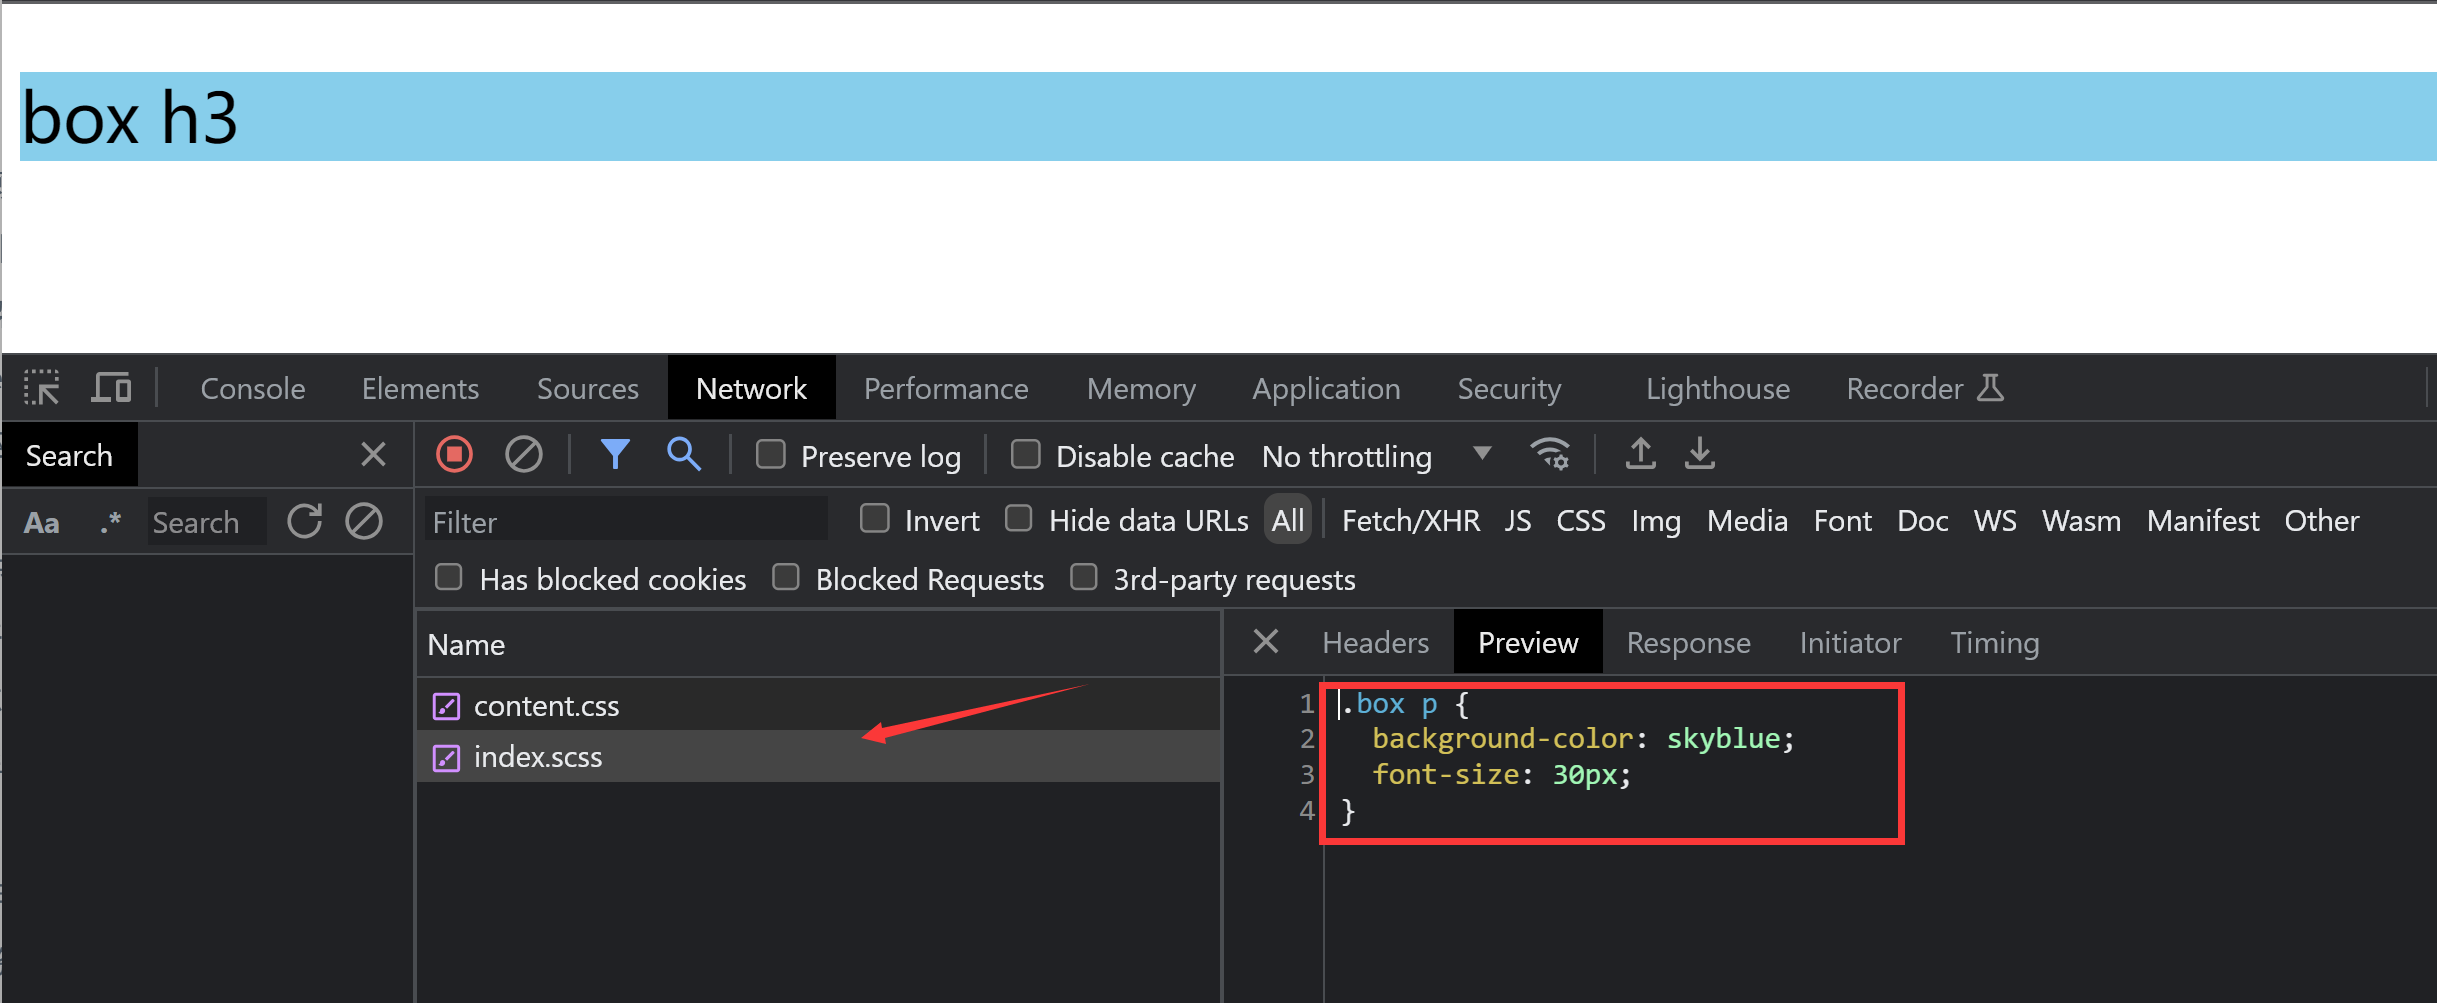 box h3
Console Elements Sources Network Performance Memory Application Security Lighthouse Recorder
Search
Preserve log Disable cache No throttling
Aa .* Search
Filter Invert Hide data URLs All Fetch/XHR JS CSS Img Media Font Doc WS Wasm Manifest Other
Has blocked cookies Blocked Requests 3rd-party requests
Name
Headers Preview Response Initiator Timing
content.css
index.scss
1 .box p {
2 background-color: skyblue;
3 font-size: 30px;
4 }